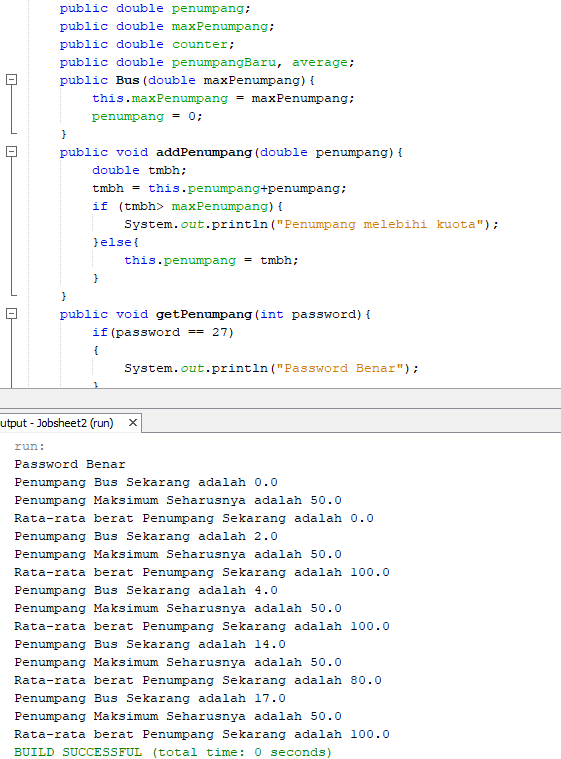 public double penumpang;
public double maxPenumpang;
public double counter;
public double penumpangBaru, average;
public Bus(double maxPenumpang){
this.maxPenumpang = maxPenumpang;
penumpang = 0;
}
public void addPenumpang(double penumpang){
double tmbh;
tmbh = this.penumpang+penumpang;
if (tmbh> maxPenumpang){
System.out.println("Penumpang melebihi kuota");
}else{
this.penumpang = tmbh;
}
}
public void getPenumpang(int password){
if(password == 27)
{
System.out.println("Password Benar");
}
utput - Jobsheet2 (run) ×
run:
Password Benar
Penumpang Bus Sekarang adalah 0.0
Penumpang Maksimum Seharusnya adalah 50.0
Rata-rata berat Penumpang Sekarang adalah 0.0
Penumpang Bus Sekarang adalah 2.0
Penumpang Maksimum Seharusnya adalah 50.0
Rata-rata berat Penumpang Sekarang adalah 100.0
Penumpang Bus Sekarang adalah 4.0
Penumpang Maksimum Seharusnya adalah 50.0
Rata-rata berat Penumpang Sekarang adalah 100.0
Penumpang Bus Sekarang adalah 14.0
Penumpang Maksimum Seharusnya adalah 50.0
Rata-rata berat Penumpang Sekarang adalah 80.0
Penumpang Bus Sekarang adalah 17.0
Penumpang Maksimum Seharusnya adalah 50.0
Rata-rata berat Penumpang Sekarang adalah 100.0
BUILD SUCCESSFUL (total time: 0 seconds)